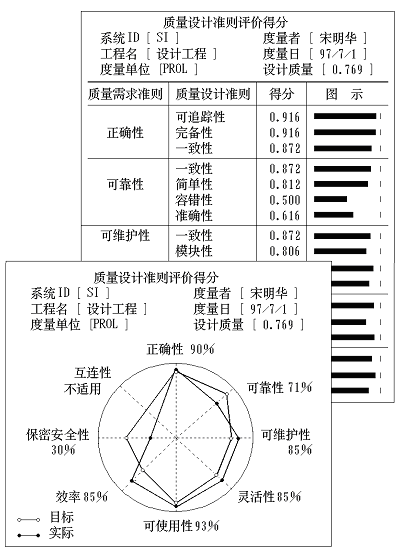 质量设计准则评价得分
系统ID [ SI ] 度量者 [ 宋明华 ]
工程名 [ 设计工程 ] 度量日 [ 97/7/1 ]
度量单位 [PROL ] 设计质量 [ 0.769 ]
质量需求准则 质量设计准则 得分 图 示
正确性
可追踪性 0.916
完备性 0.916
一致性 0.872
可靠性
一致性 0.872
简单性 0.812
容错性 0.500
准确性 0.616
可维护性
一致性 0.872
模块性 0.806
质量设计准则评价得分
系统ID [ SI ] 度量者 [ 宋明华 ]
工程名 [ 设计工程 ] 度量日 [ 97/7/1 ]
度量单位 [PROL ] 设计质量 [ 0.769 ]
正确性 90%
互连性
不适用
可靠性 71%
保密安全性
30%
可维护性
85%
效率 85%
灵活性 85%
可使用性 93%
目标
实际